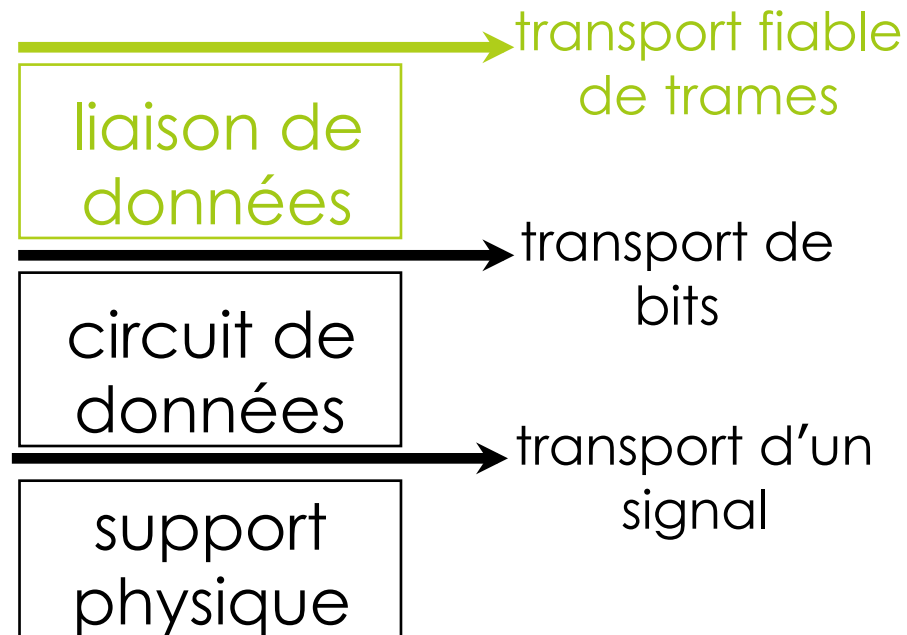 transport fiable
de trames
liaison de
données
transport de
bits
circuit de
données
transport d’un
signal
support
physique